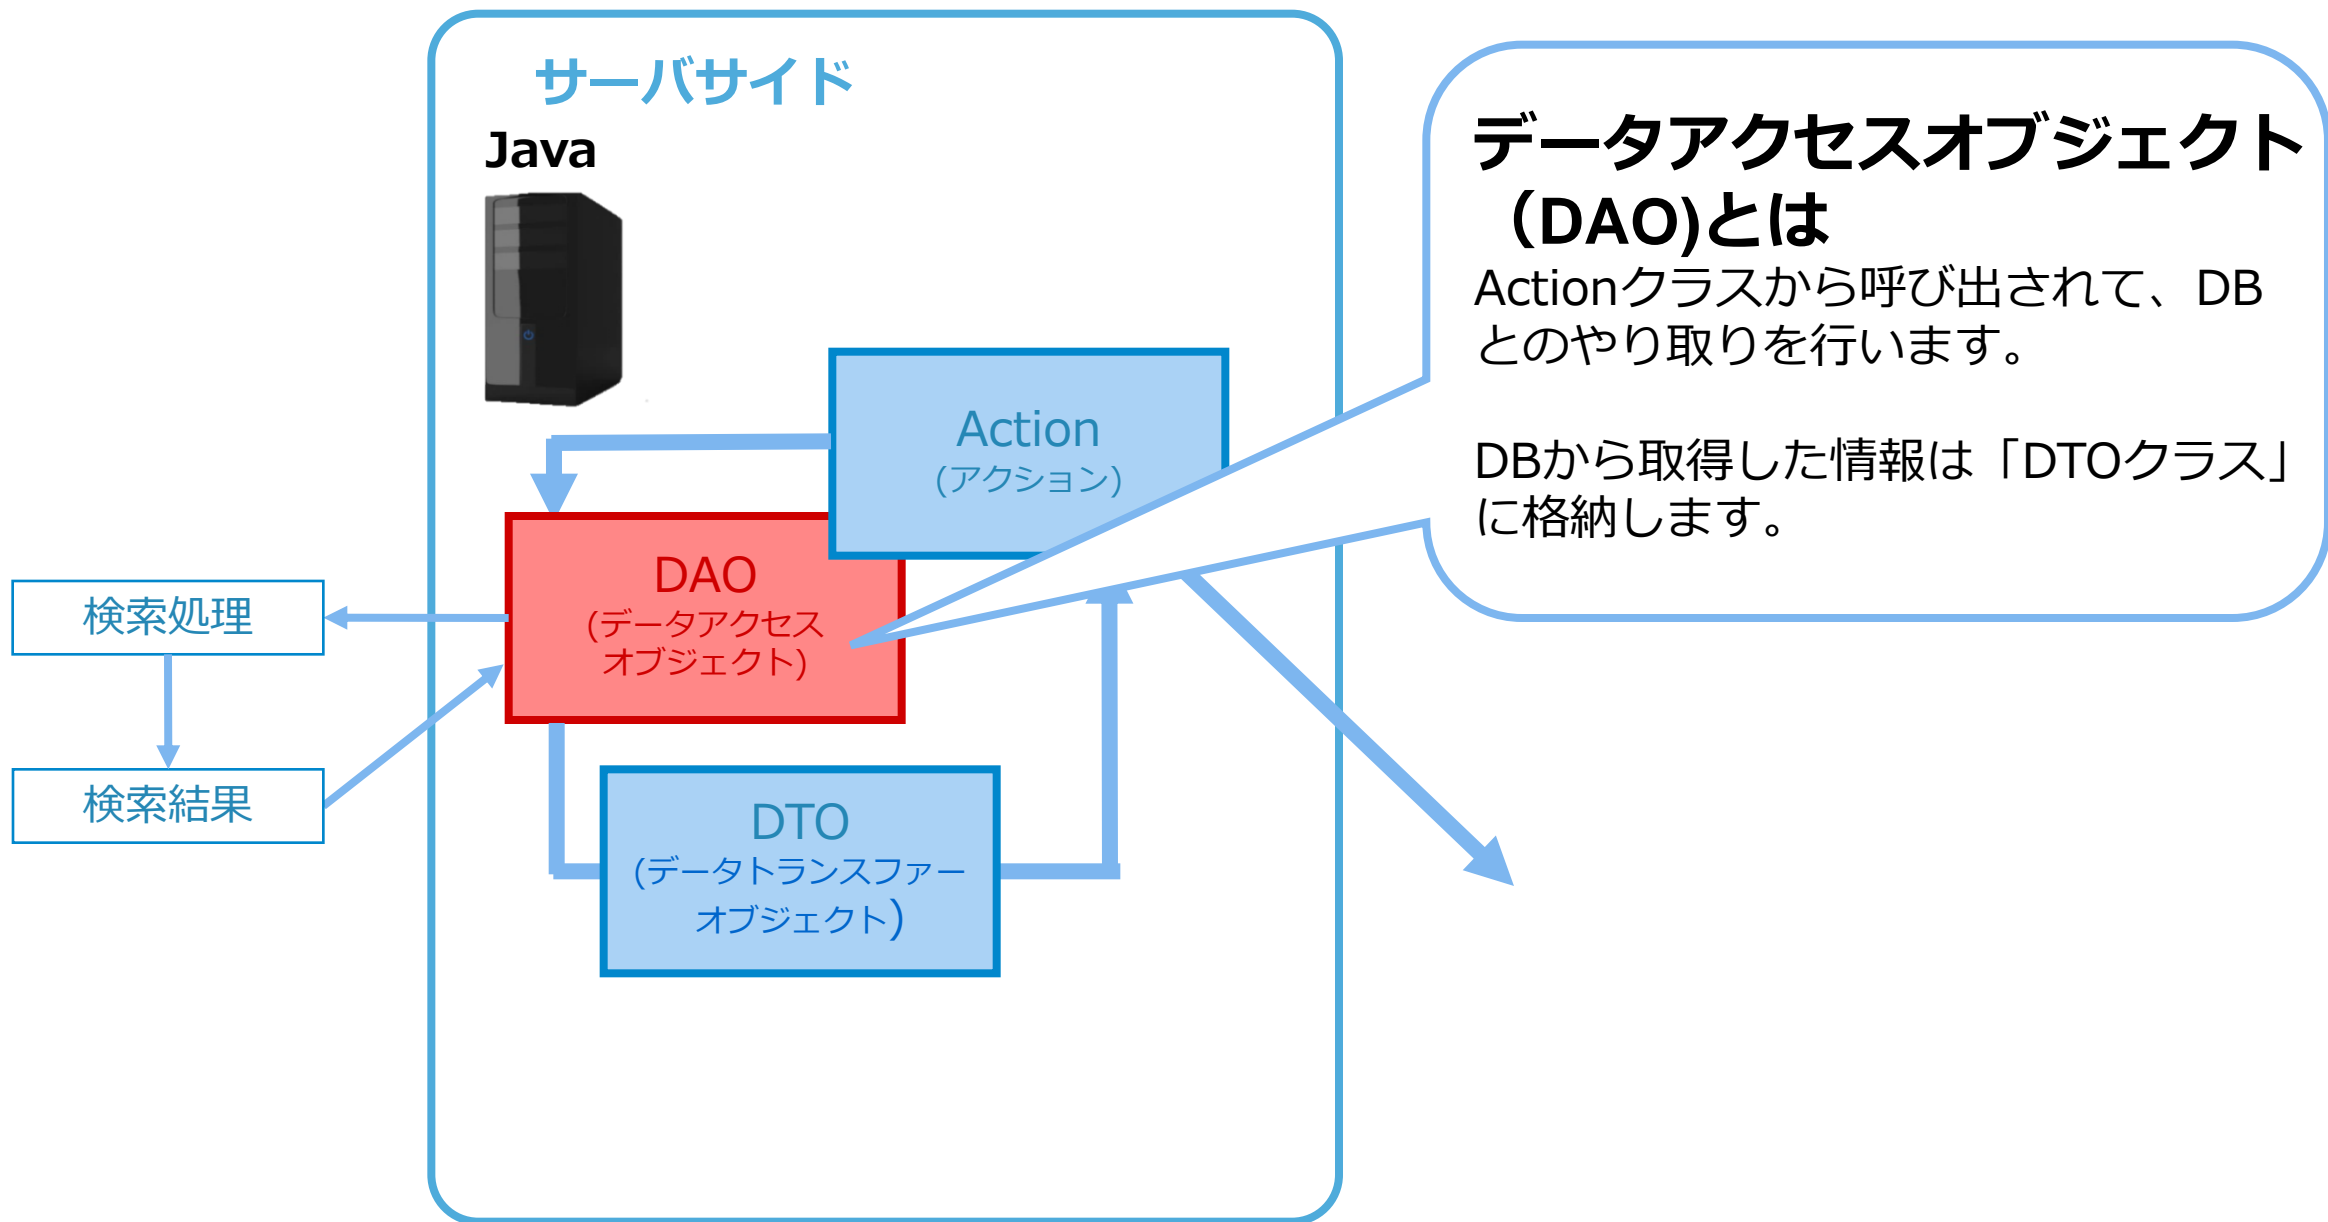 サーバサイド
Java
データアクセスオブジェクト
（DAO)とは
Actionクラスから呼び出されて、DB
とのやり取りを行います。
DBから取得した情報は「DTOクラス」
に格納します。
Action
(アクション)
DAO
(データアクセス
オブジェクト)
検索処理
検索結果
DTO
(データトランスファー
オブジェクト)